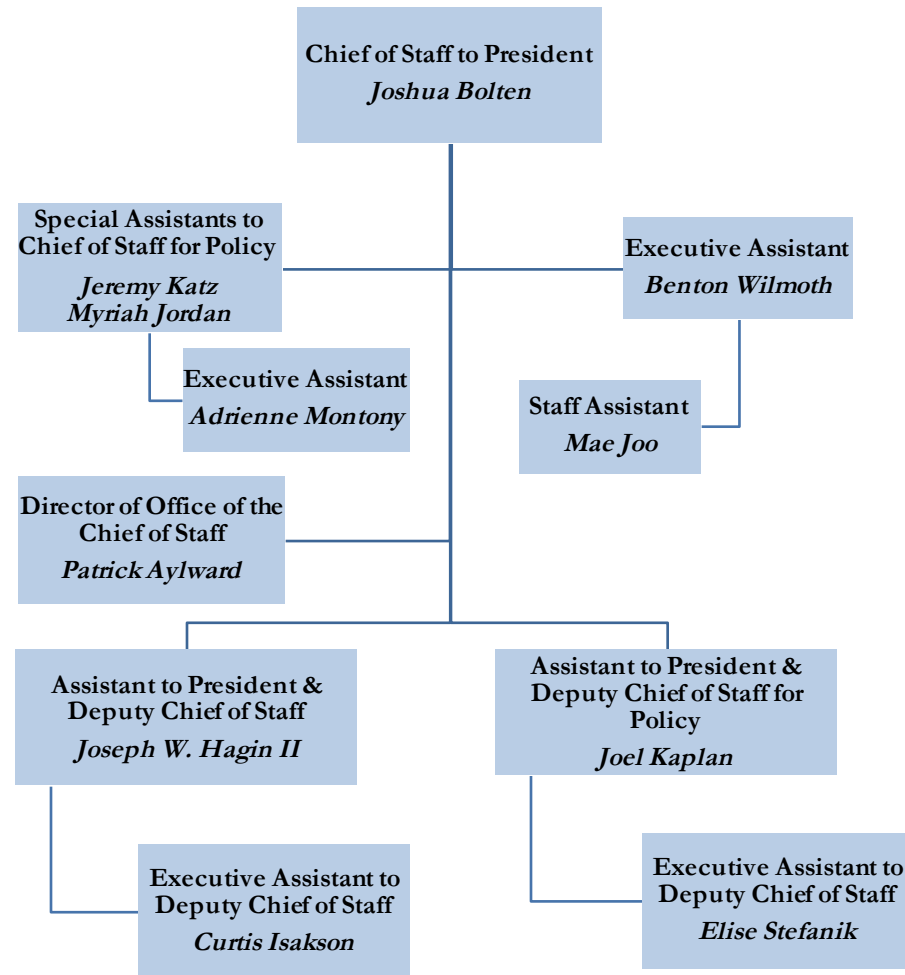 Chief of Staff to President
Joshua Bolten
Special Assistants to
Chief of Staff for Policy
Jeremy Katz
Myriah Jordan
Executive Assistant
Benton Wilmoth
Executive Assistant
Adrienne Montony
Staff Assistant
Mae Joo
Director of Office of the
Chief of Staff
Patrick Aylward
Assistant to President &
Deputy Chief of Staff
Joseph W. Hagin II
Assistant to President &
Deputy Chief of Staff for
Policy
Joel Kaplan
Executive Assistant to
Deputy Chief of Staff
Curtis Isakson
Executive Assistant to
Deputy Chief of Staff
Elise Stefanik